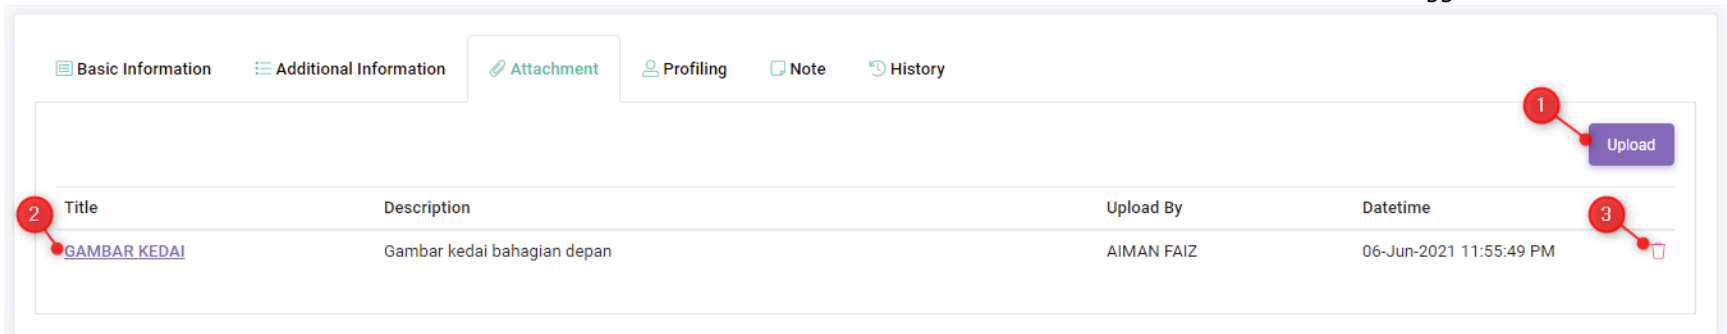 Basic Information Additional Information Attachment Profiling Note History
1
Upload
Title Description Upload By Datetime
2 3
GAMBAR KEDAI Gambar kedai bahagian depan AIMAN FAIZ 06-Jun-2021 11:55:49 PM